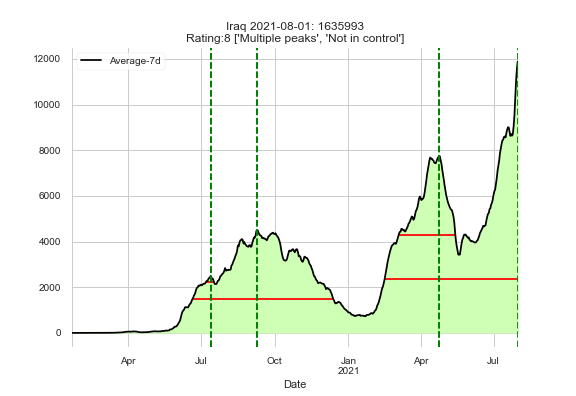 Iraq 2021-08-01: 1635993
Rating:8 ['Multiple peaks', 'Not in control']
Average-7d
12000
10000
8000
6000
4000
2000
0
Apr
Jul
Oct
Jan
2021
Apr
Jul
Date